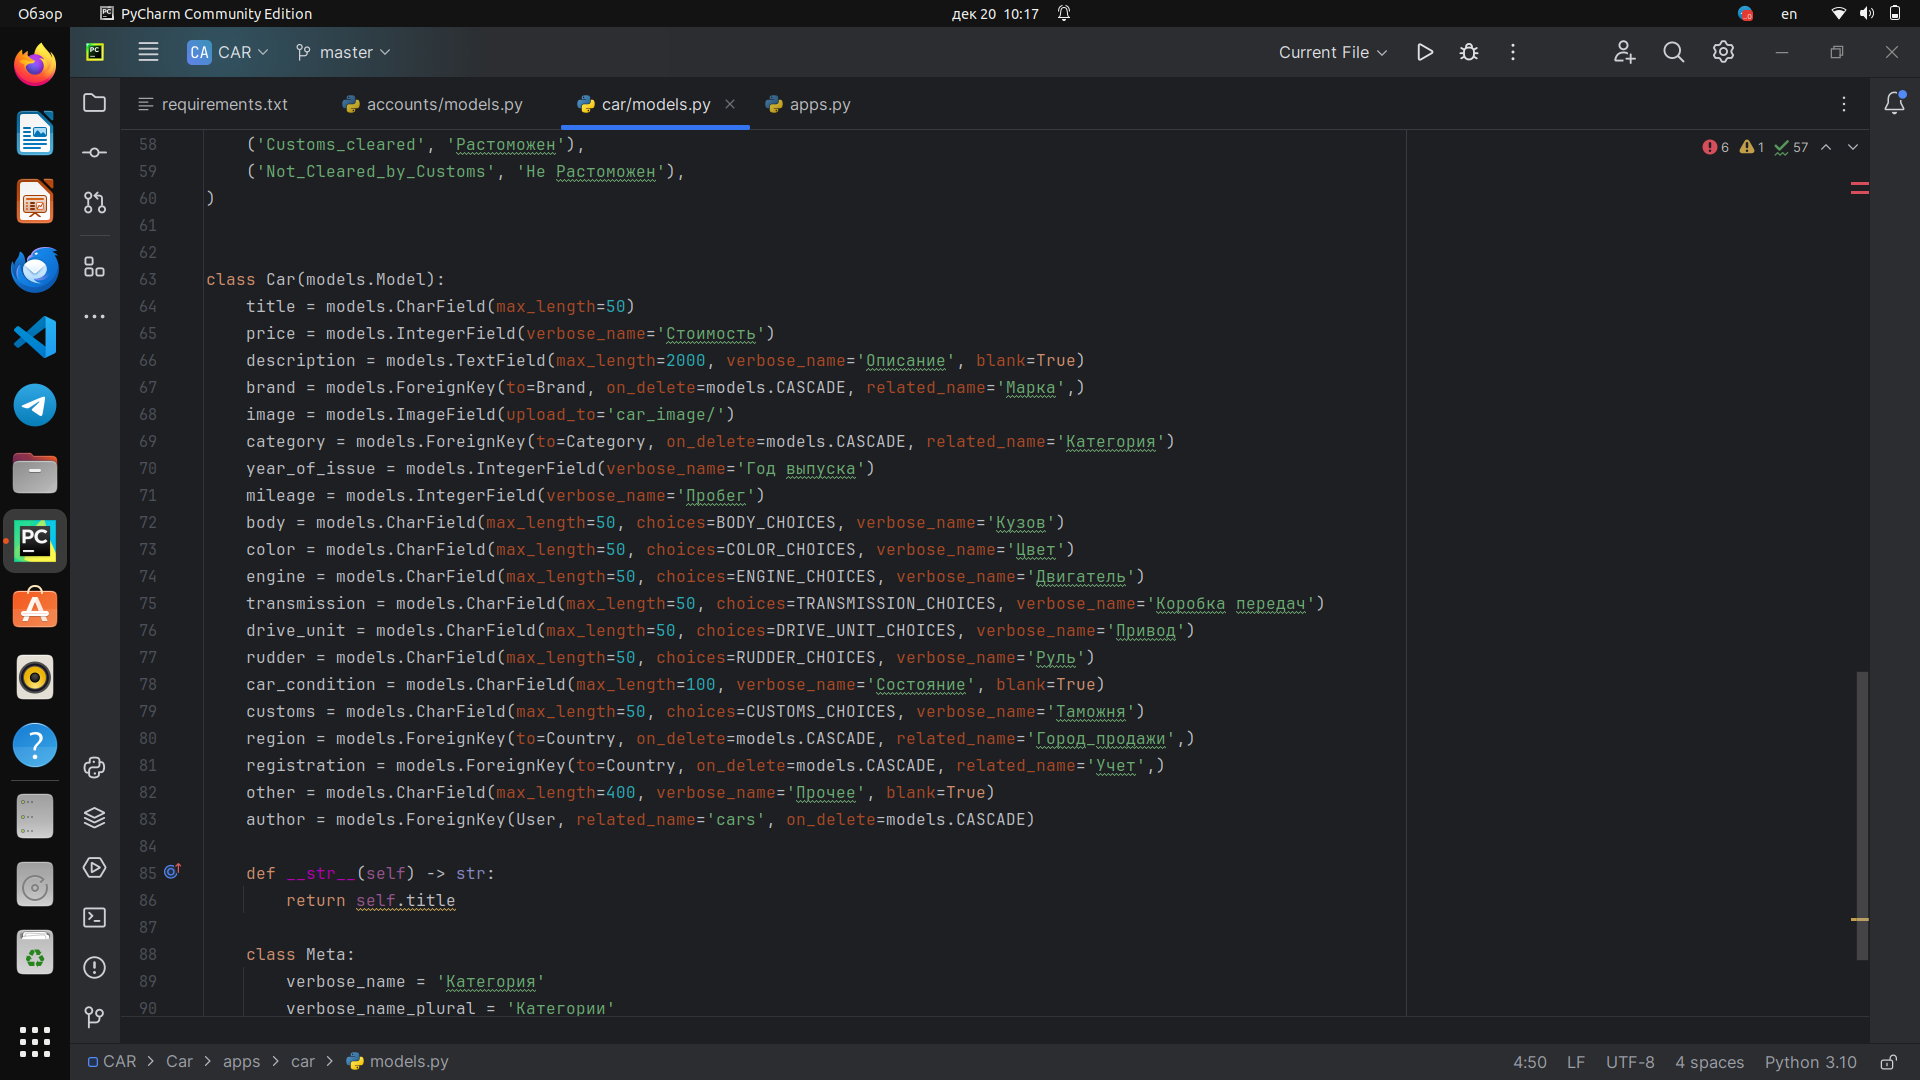 Обзор PyCharm Community Edition дек 20 10:17 en
PC CA CAR master Current File
requirements.txt accounts/models.py car/models.py apps.py
6 1 57
58 ('Customs_cleared', 'Растоможен'),
59 ('Not_Cleared_by_Customs', 'Не Растоможен'),
60 )
61
62
63 class Car(models.Model):
64 title = models.CharField(max_length=50)
65 price = models.IntegerField(verbose_name='Стоимость')
66 description = models.TextField(max_length=2000, verbose_name='Описание', blank=True)
67 brand = models.ForeignKey(to=Brand, on_delete=models.CASCADE, related_name='Марка',)
68 image = models.ImageField(upload_to='car_image/')
69 category = models.ForeignKey(to=Category, on_delete=models.CASCADE, related_name='Категория')
70 year_of_issue = models.IntegerField(verbose_name='Год выпуска')
71 mileage = models.IntegerField(verbose_name='Пробег')
72 body = models.CharField(max_length=50, choices=BODY_CHOICES, verbose_name='Кузов')
73 color = models.CharField(max_length=50, choices=COLOR_CHOICES, verbose_name='Цвет')
74 engine = models.CharField(max_length=50, choices=ENGINE_CHOICES, verbose_name='Двигатель')
75 transmission = models.CharField(max_length=50, choices=TRANSMISSION_CHOICES, verbose_name='Коробка передач')
76 drive_unit = models.CharField(max_length=50, choices=DRIVE_UNIT_CHOICES, verbose_name='Привод')
77 rudder = models.CharField(max_length=50, choices=RUDDER_CHOICES, verbose_name='Руль')
78 car_condition = models.CharField(max_length=100, verbose_name='Состояние', blank=True)
79 customs = models.CharField(max_length=50, choices=CUSTOMS_CHOICES, verbose_name='Таможня')
80 region = models.ForeignKey(to=Country, on_delete=models.CASCADE, related_name='Город_продажи',)
81 registration = models.ForeignKey(to=Country, on_delete=models.CASCADE, related_name='Учет',)
82 other = models.CharField(max_length=400, verbose_name='Прочее', blank=True)
83 author = models.ForeignKey(User, related_name='cars', on_delete=models.CASCADE)
84
85 def __str__(self) -> str:
86 return self.title
87
88 class Meta:
89 verbose_name = 'Категория'
90 verbose_name_plural = 'Категории'
CAR > Car > apps > car > models.py 4:50 LF UTF-8 4 spaces Python 3.10